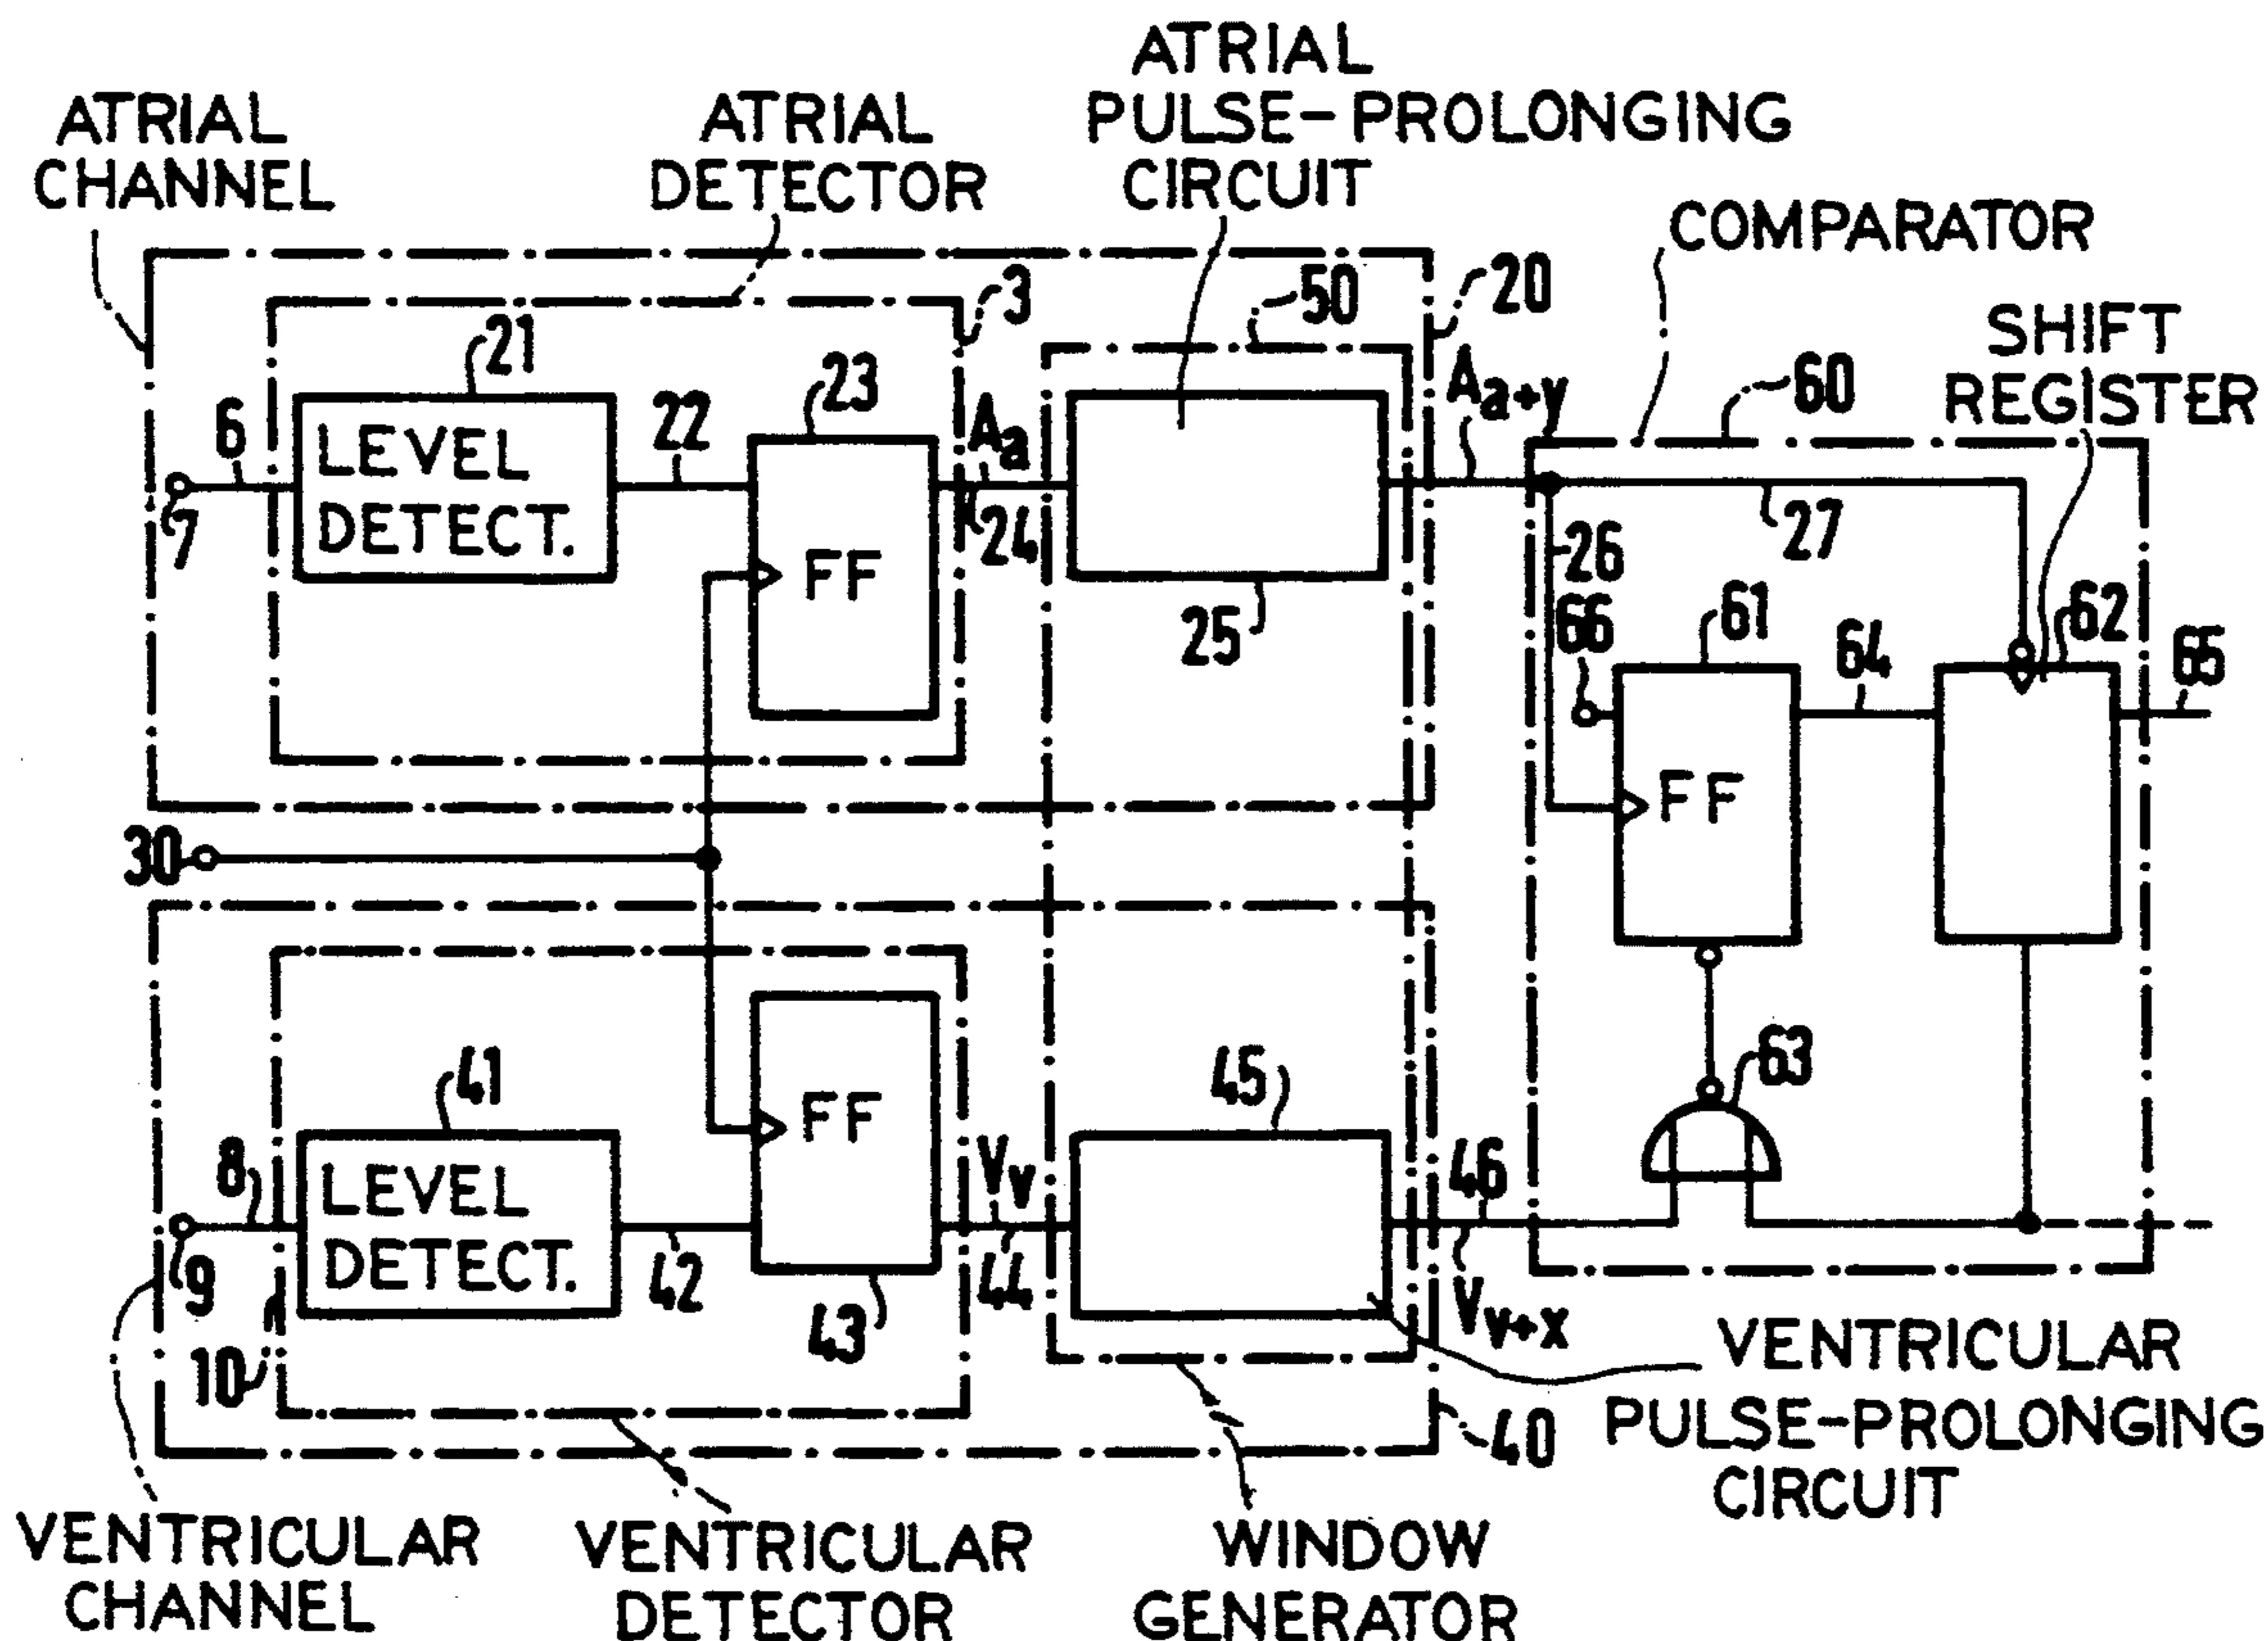 ATRIAL
CHANNEL
ATRIAL
DETECTOR
ATRIAL
PULSE-PROLONGING
CIRCUIT
COMPARATOR
SHIFT
REGISTER
3
50
20
60
21
23
6
LEVEL
DETECT.
22
Aa
Aa+y
7
FF
24
25
26
27
66
61
64
62
65
FF
30
63
41
FF
45
8
LEVEL
DETECT.
42
Vv
44
46
9
43
Vv+x
10
40
VENTRICULAR
PULSE-PROLONGING
CIRCUIT
VENTRICULAR
CHANNEL
VENTRICULAR
DETECTOR
WINDOW
GENERATOR